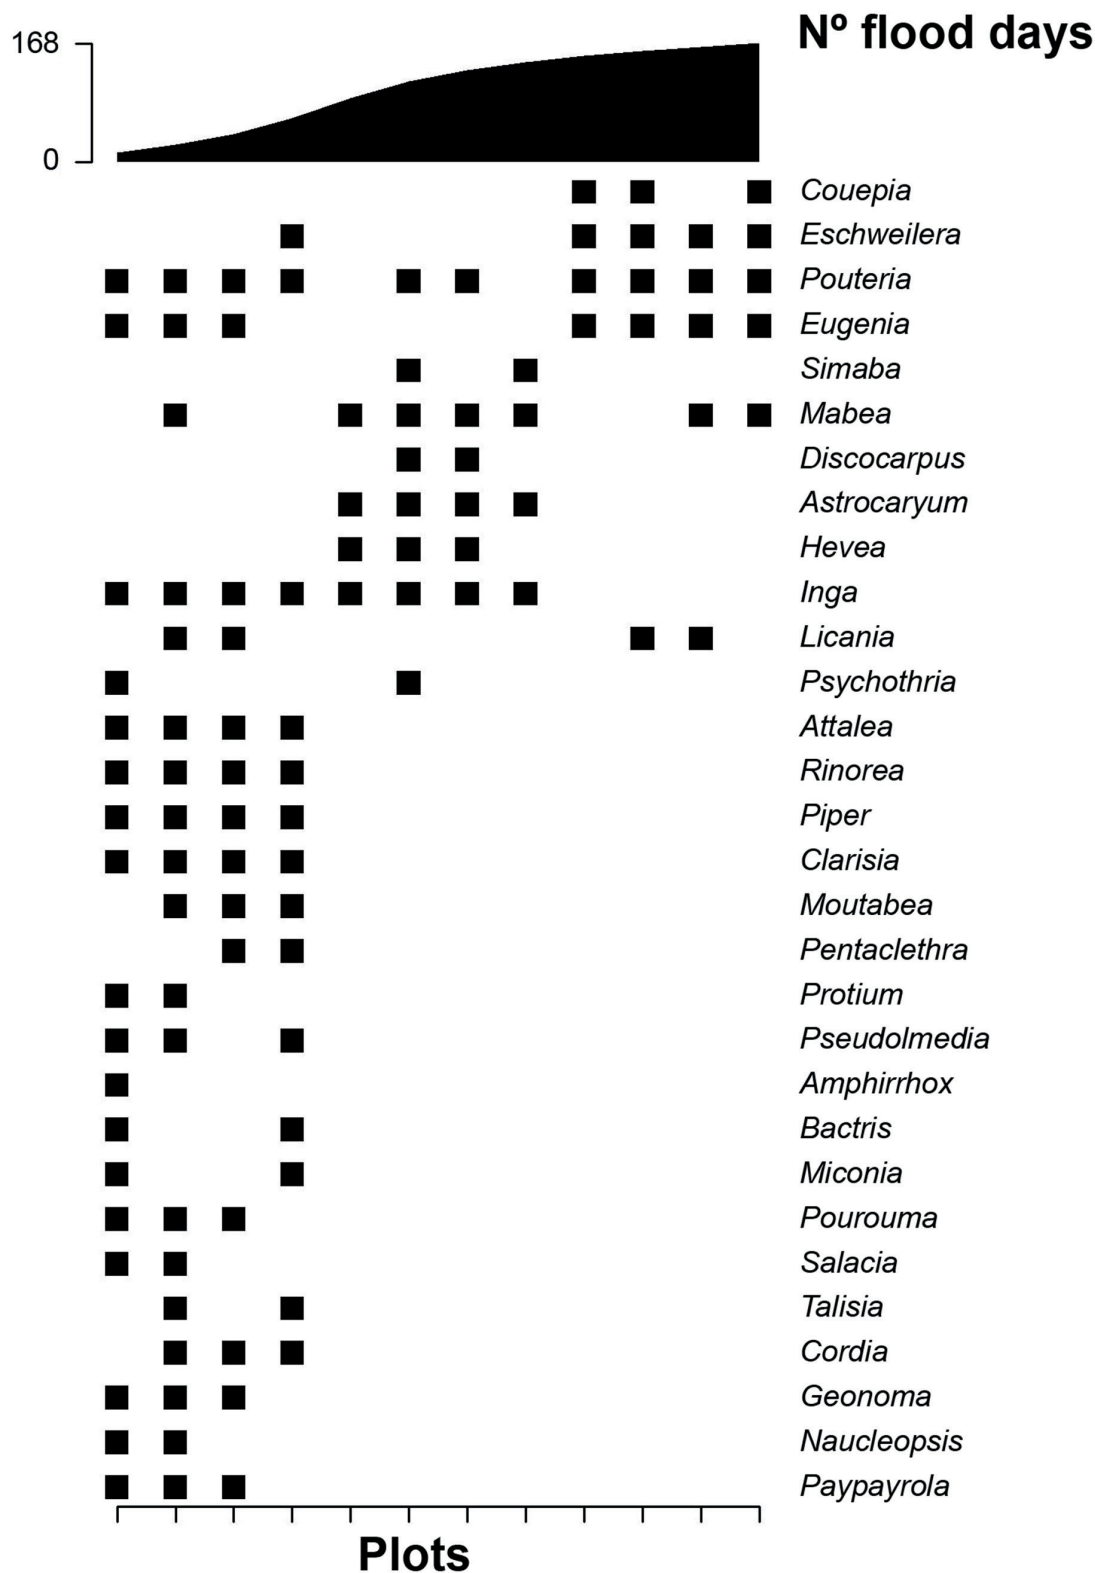 Nº flood days
168
0
Couepia
Eschweilera
Pouteria
Eugenia
Simaba
Mabea
Discocarpus
Astrocaryum
Hevea
Inga
Licania
Psychothria
Attalea
Rinorea
Piper
Clarisia
Moutabea
Pentaclethra
Protium
Pseudolmedia
Amphirrhox
Bactris
Miconia
Pourouma
Salacia
Talisia
Cordia
Geonoma
Naucleopsis
Paypayrola
Plots